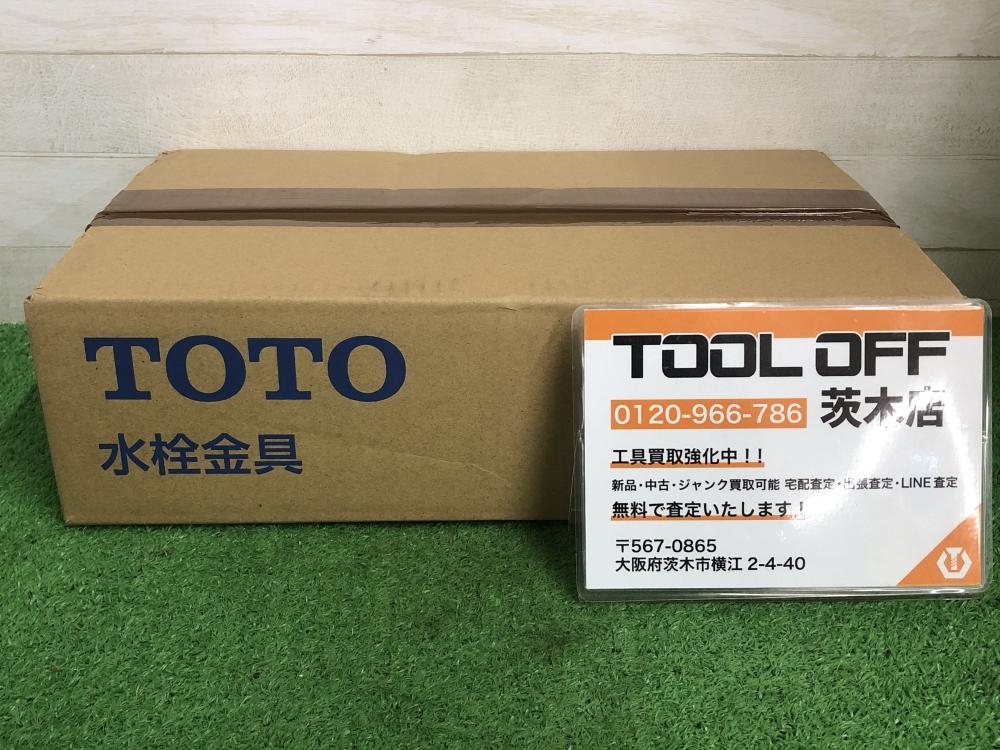 TOTO
水栓金具
TOOL OFF
0120-966-786 茨木店
工具買取強化中！！
新品・中古・ジャンク買取可能 宅配査定・出張査定・LINE査定
無料で査定いたします！
〒567-0865
大阪府茨木市横江 2-4-40